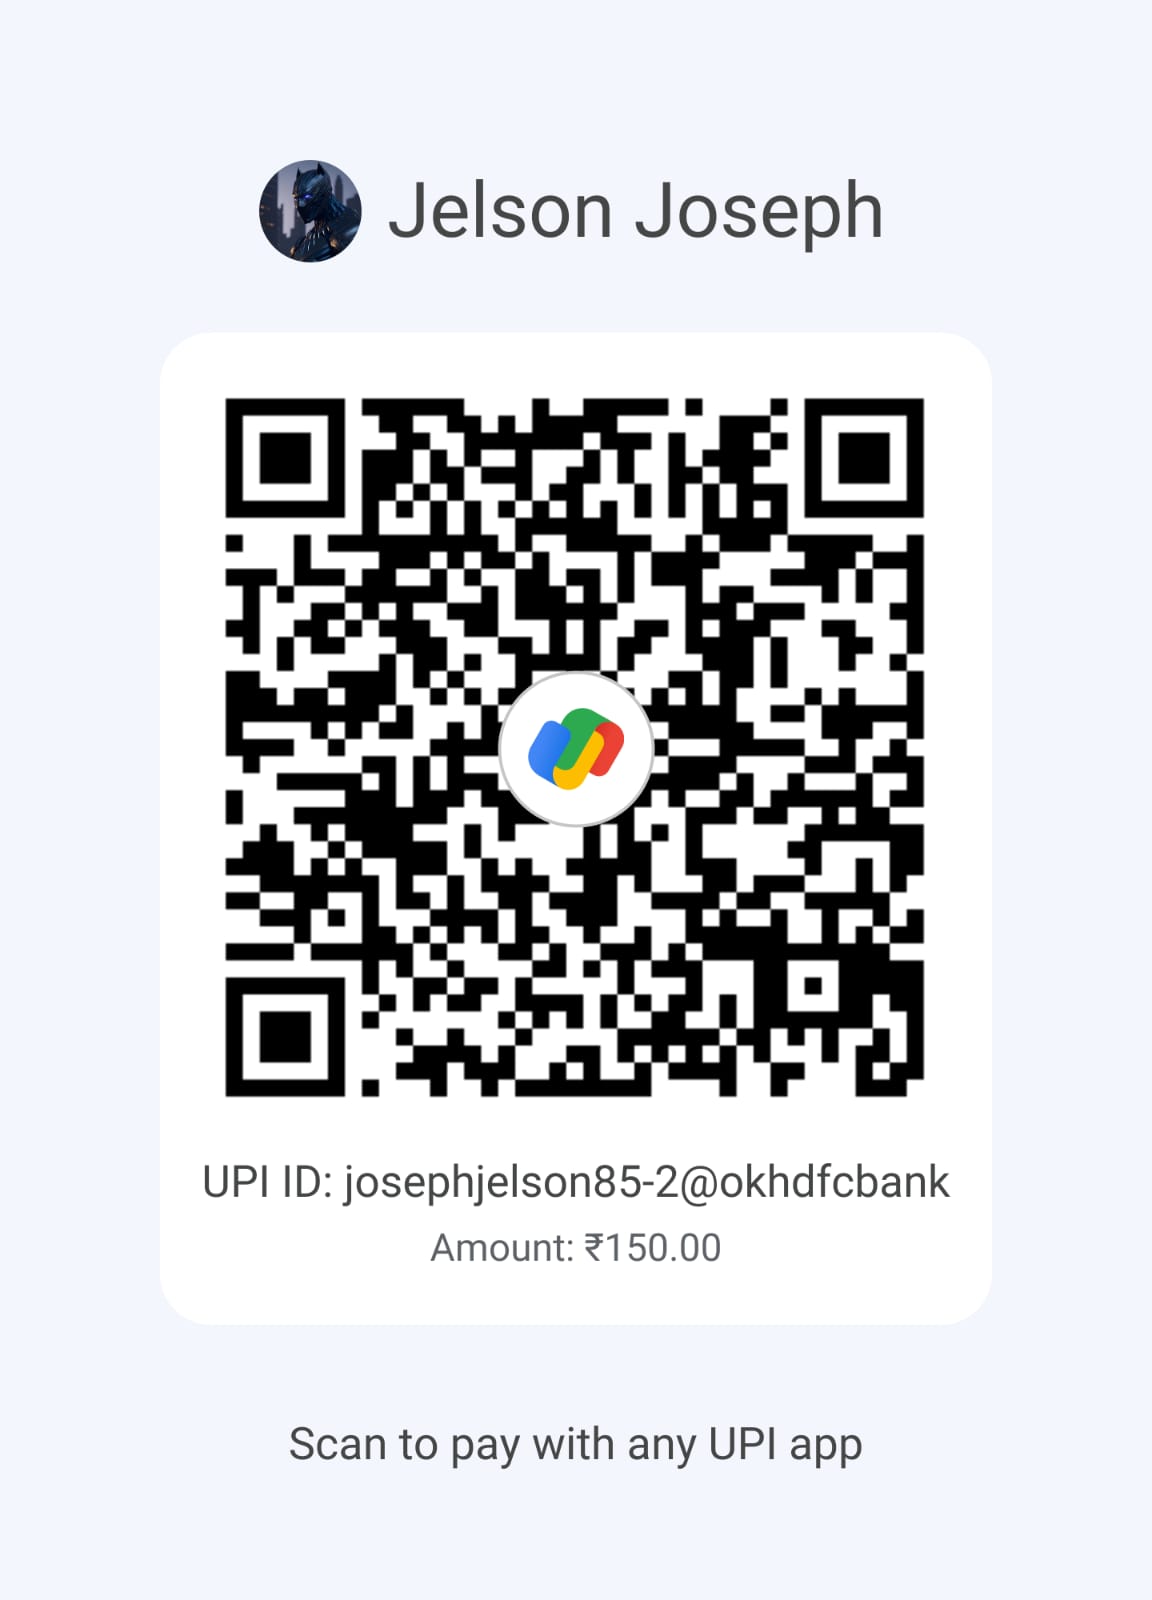 Jelson Joseph
UPI ID: josephjelson85-2@okhdfcbank
Amount: ₹150.00
Scan to pay with any UPI app